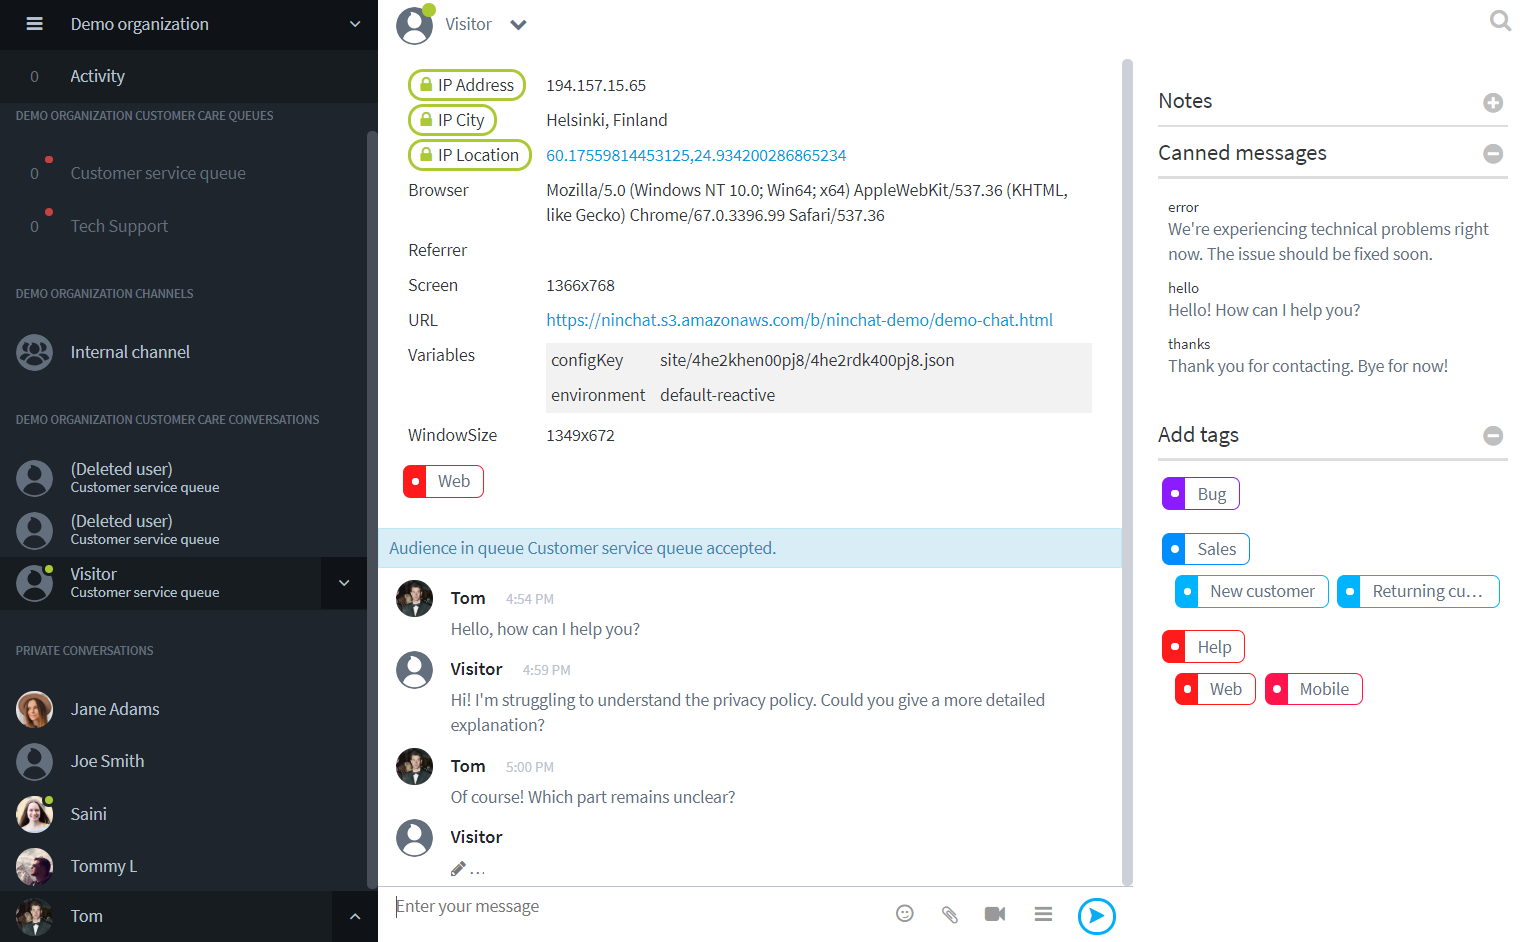 Demo organization
0 Activity
DEMO ORGANIZATION CUSTOMER CARE QUEUES
0 Customer service queue
0 Tech Support
DEMO ORGANIZATION CHANNELS
Internal channel
DEMO ORGANIZATION CUSTOMER CARE CONVERSATIONS
(Deleted user)
Customer service queue
(Deleted user)
Customer service queue
Visitor
Customer service queue
PRIVATE CONVERSATIONS
Jane Adams
Joe Smith
Saini
Tommy L
Tom
Visitor
IP Address 194.157.15.65
IP City Helsinki, Finland
IP Location 60.17559814453125,24.934200286865234
Browser Mozilla/5.0 (Windows NT 10.0; Win64; x64) AppleWebKit/537.36 (KHTML,
like Gecko) Chrome/67.0.3396.99 Safari/537.36
Referrer
Screen 1366x768
URL https://ninchat.s3.amazonaws.com/b/ninchat-demo/demo-chat.html
Variables configKey site/4he2khen00pj8/4he2rdk400pj8.json
environment default-reactive
WindowSize 1349x672
Web
Audience in queue Customer service queue accepted.
Tom 4:54 PM
Hello, how can I help you?
Visitor 4:59 PM
Hi! I'm struggling to understand the privacy policy. Could you give a more detailed
explanation?
Tom 5:00 PM
Of course! Which part remains unclear?
Visitor
...
Enter your message
Notes
Canned messages
error
We're experiencing technical problems right
now. The issue should be fixed soon.
hello
Hello! How can I help you?
thanks
Thank you for contacting. Bye for now!
Add tags
Bug
Sales
New customer Returning cu...
Help
Web Mobile